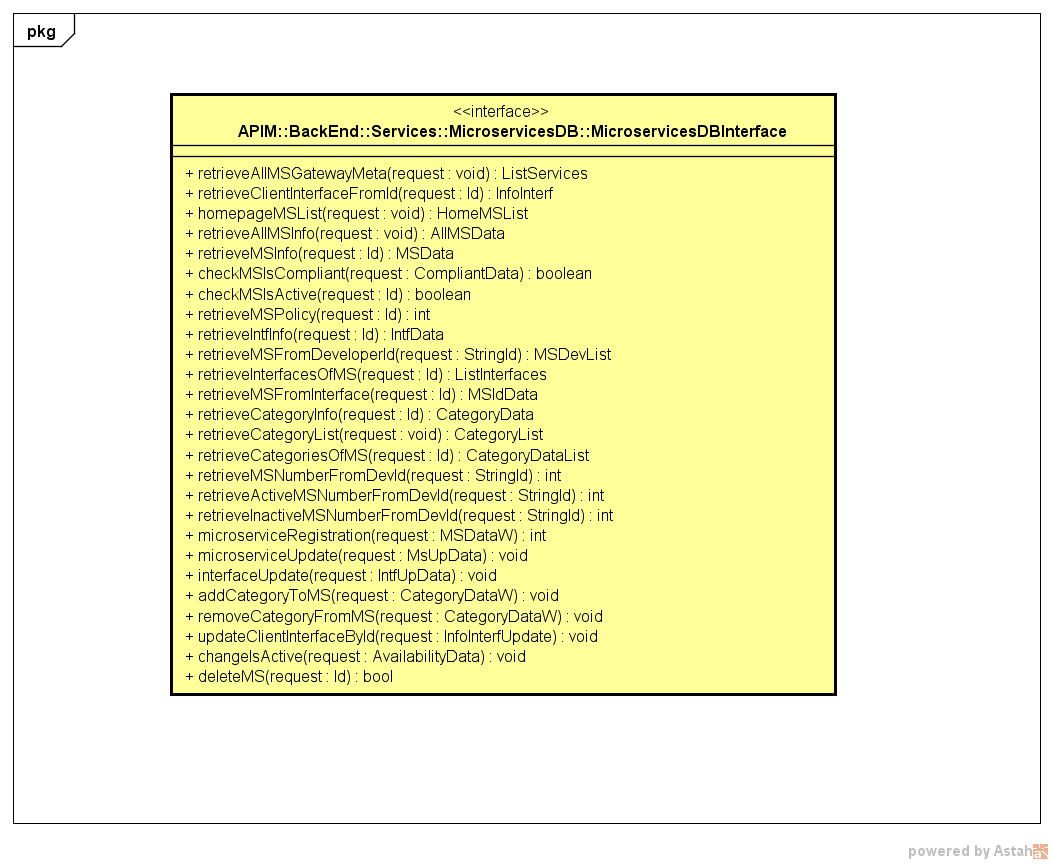 pkg
<<interface>>
APIM::BackEnd::Services::MicroservicesDB::MicroservicesDBInterface
+ retrieveAllMSGatewayMeta(request : void) : ListServices
+ retrieveClientInterfaceFromId(request : Id) : InfoInterf
+ homepageMSList(request : void) : HomeMSList
+ retrieveAllMSInfo(request : void) : AllMSData
+ retrieveMSInfo(request : Id) : MSData
+ checkMSIsCompliant(request : CompliantData) : boolean
+ checkMSIsActive(request : Id) : boolean
+ retrieveMSPolicy(request : Id) : int
+ retrieveIntfInfo(request : Id) : IntfData
+ retrieveMSFromDeveloperId(request : StringId) : MSDevList
+ retrieveInterfacesOfMS(request : Id) : ListInterfaces
+ retrieveMSFromInterface(request : Id) : MSIdData
+ retrieveCategoryInfo(request : Id) : CategoryData
+ retrieveCategoryList(request : void) : CategoryList
+ retrieveCategoriesOfMS(request : Id) : CategoryDataList
+ retrieveMSNumberFromDevId(request : StringId) : int
+ retrieveActiveMSNumberFromDevId(request : StringId) : int
+ retrieveInactiveMSNumberFromDevId(request : StringId) : int
+ microserviceRegistration(request : MSDataW) : int
+ microserviceUpdate(request : MsUpData) : void
+ interfaceUpdate(request : IntfUpData) : void
+ addCategoryToMS(request : CategoryDataW) : void
+ removeCategoryFromMS(request : CategoryDataW) : void
+ updateClientInterfaceById(request : InfoInterfUpdate) : void
+ changeIsActive(request : AvailabilityData) : void
+ deleteMS(request : Id) : bool
powered by Astah